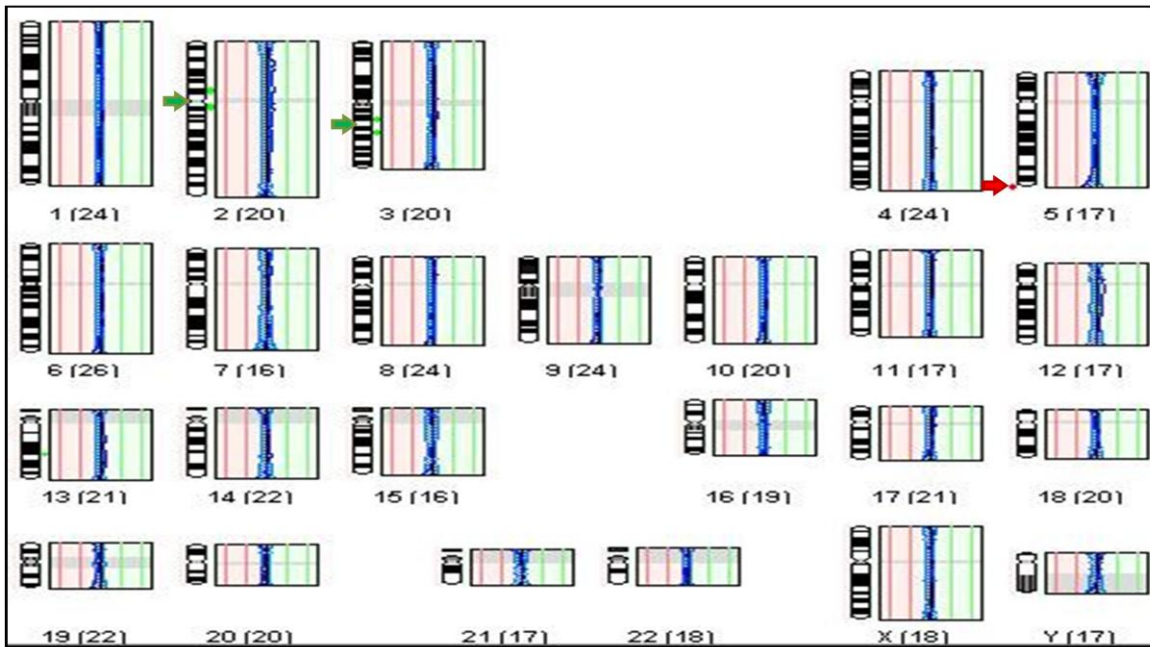 1 (24) 2 (20) 3 (20) 4 (24) 5 (17)
6 (26) 7 (16) 8 (24) 9 (24) 10 (20) 11 (17) 12 (17)
13 (21) 14 (22) 15 (16) 16 (19) 17 (21) 18 (20)
19 (22) 20 (20) 21 (17) 22 (18) X (18) Y (17)